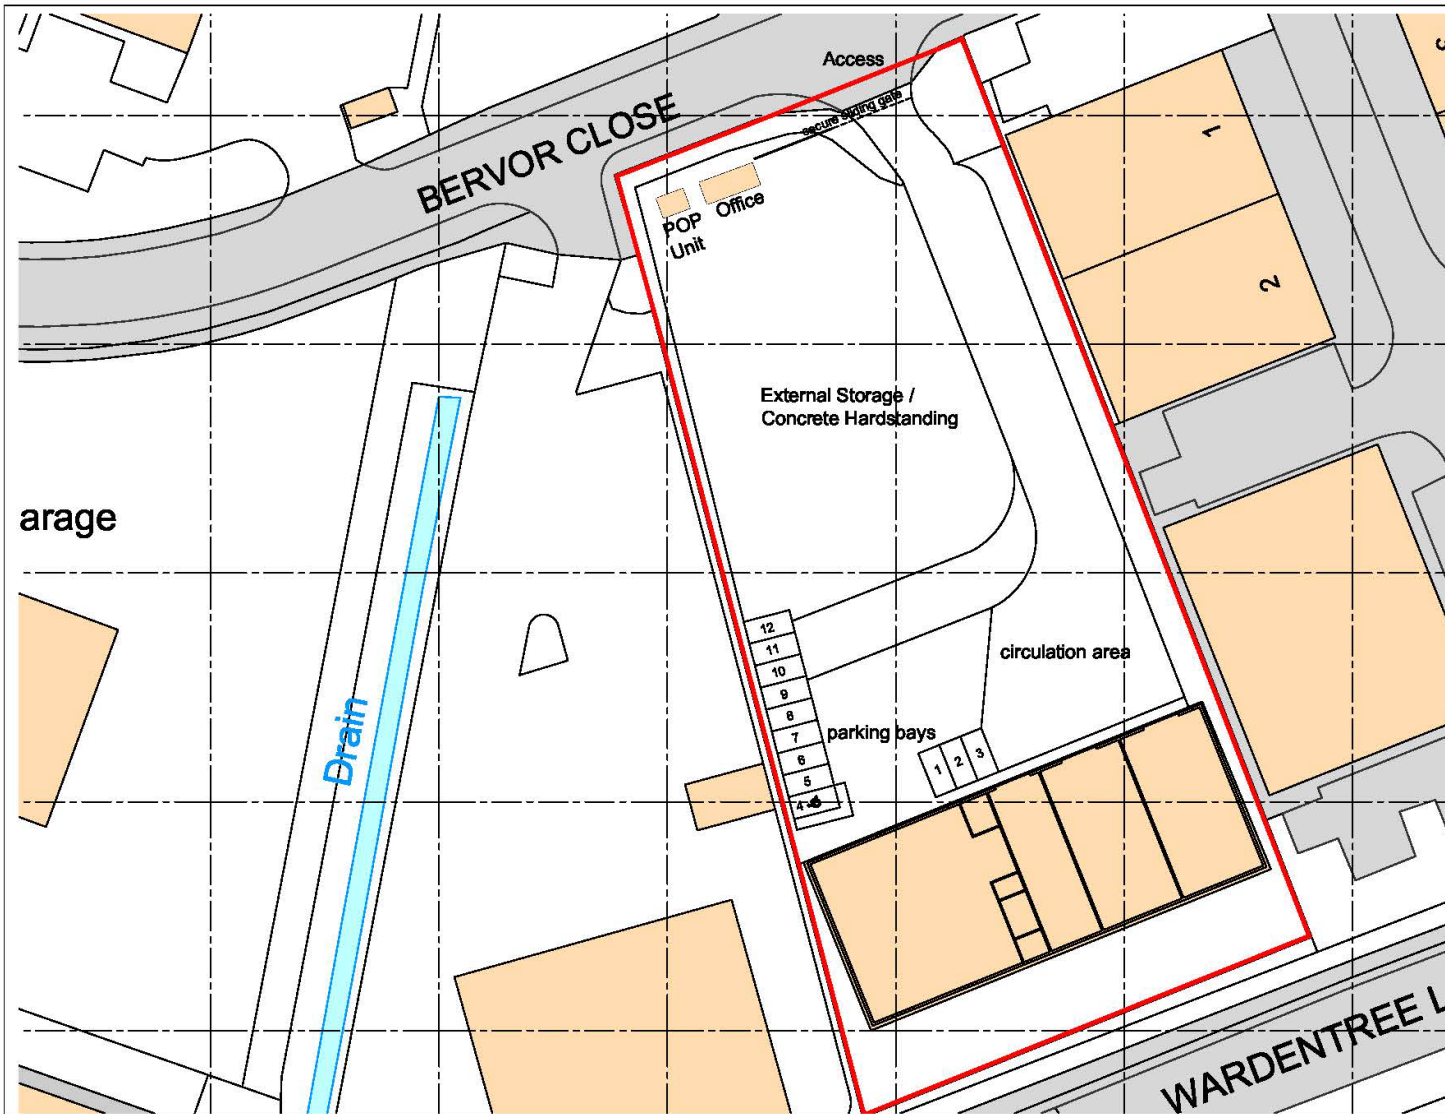 Access
secure sliding gate
BERVOR CLOSE
POP
Unit
Office
1
2
External Storage /
Concrete Hardstanding
arage
12
11
10
9
8
7
6
5
4
parking bays
1
2
3
circulation area
Drain
WARDENTREE L